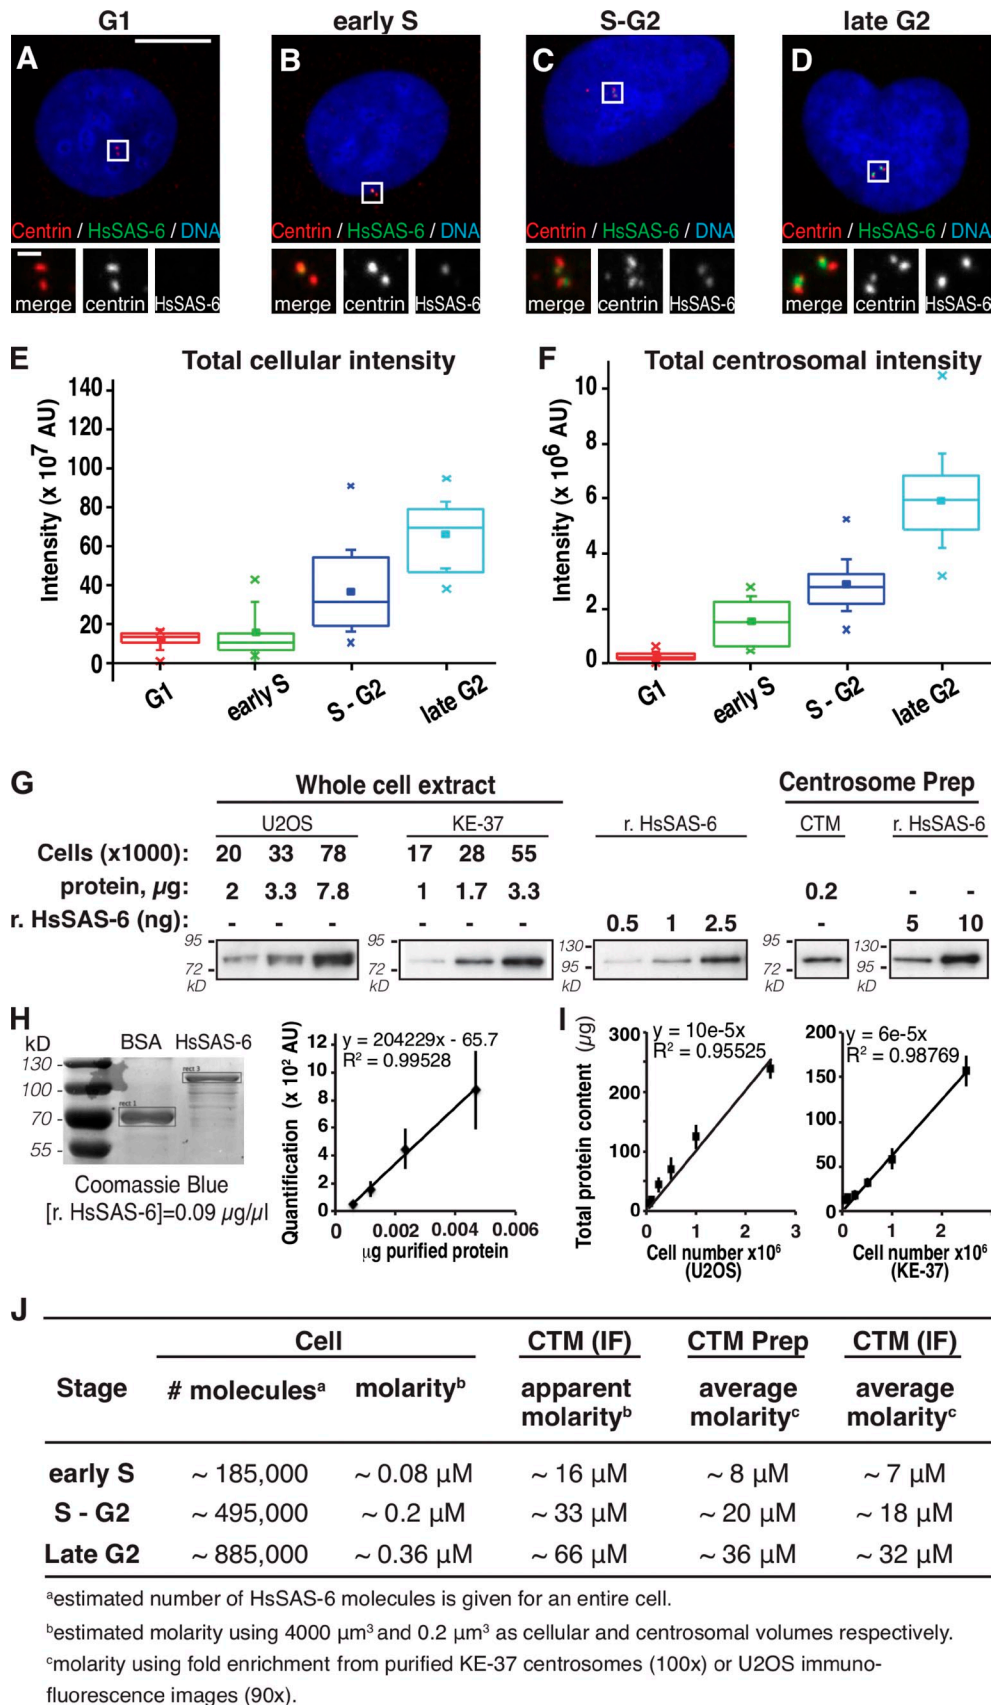 G1 early S S-G2 late G2
A B C D
Centrin / HsSAS-6 / DNA Centrin / HsSAS-6 / DNA Centrin / HsSAS-6 / DNA Centrin / HsSAS-6 / DNA
merge centrin HsSAS-6 merge centrin HsSAS-6 merge centrin HsSAS-6 merge centrin HsSAS-6
E Total cellular intensity
Intensity (x 10⁷ AU)
140
120
100
80
60
40
20
0
G1 early S S - G2 late G2
F Total centrosomal intensity
Intensity (x 10⁶ AU)
10
8
6
4
2
0
G1 early S S - G2 late G2
G Whole cell extract Centrosome Prep
U2OS KE-37 r. HsSAS-6 CTM r. HsSAS-6
Cells (x1000): 20 33 78 17 28 55
protein, µg: 2 3.3 7.8 1 1.7 3.3 0.2 - -
r. HsSAS-6 (ng): - - - - - - 0.5 1 2.5 - 5 10
95 - 95 - 130 - 95 - 130 -
72 - 72 - 95 - 72 - 95 -
kD kD kD kD kD
H
kD BSA HsSAS-6
130 -
100 -
70 -
55 -
rect 3
rect 1
Coomassie Blue
[r. HsSAS-6]=0.09 µg/µl
Quantification (x 10² AU)
y = 204229x - 65.7
R² = 0.99528
12
10
8
6
4
2
0
0 0.002 0.004 0.006
µg purified protein
I
Total protein content (µg)
y = 10e-5x
R² = 0.95525
300
200
100
0
0 1 2 3
Cell number x10⁶
(U2OS)
y = 6e-5x
R² = 0.98769
200
150
100
50
0
0 1 2
Cell number x10⁶
(KE-37)
J
Cell CTM (IF) CTM Prep CTM (IF)
Stage # moleculesᵃ molarityᵇ apparent molarityᵇ average molarityᶜ average molarityᶜ
early S ~ 185,000 ~ 0.08 µM ~ 16 µM ~ 8 µM ~ 7 µM
S - G2 ~ 495,000 ~ 0.2 µM ~ 33 µM ~ 20 µM ~ 18 µM
Late G2 ~ 885,000 ~ 0.36 µM ~ 66 µM ~ 36 µM ~ 32 µM
ᵃestimated number of HsSAS-6 molecules is given for an entire cell.
ᵇestimated molarity using 4000 µm³ and 0.2 µm³ as cellular and centrosomal volumes respectively.
ᶜmolarity using fold enrichment from purified KE-37 centrosomes (100x) or U2OS immuno-
fluorescence images (90x).